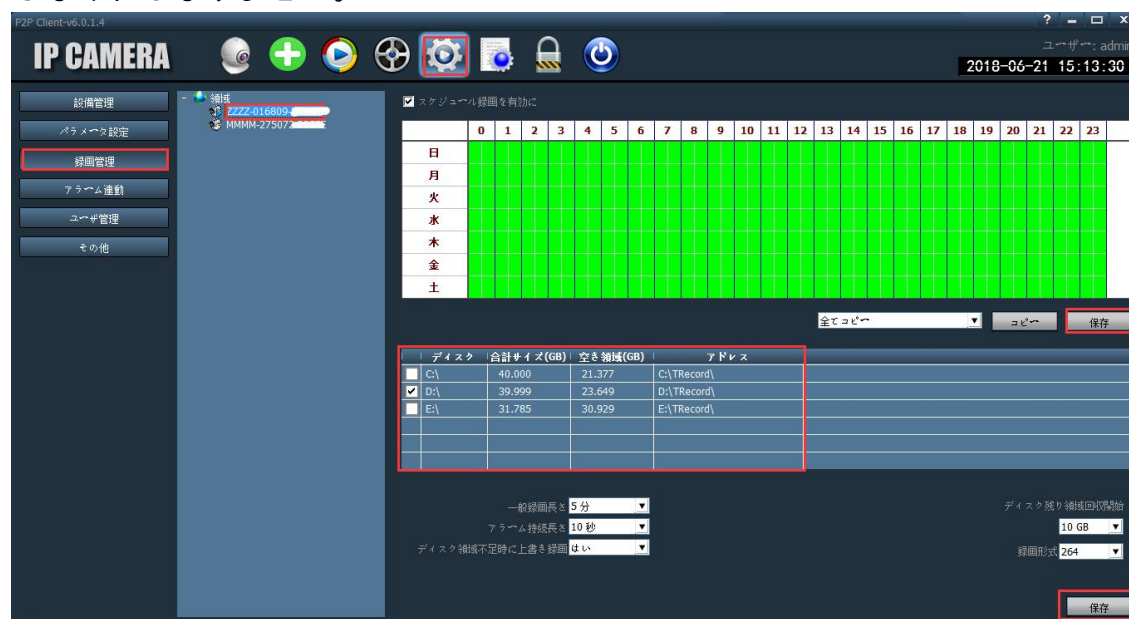 P2P Client-v6.0.1.4
IP CAMERA
ユーザー: admin
2018-06-21 15:13:30
設備管理
パラメータ設定
録画管理
アラーム連動
ユーザ管理
その他
領域
ZZZZ-016809-
MMMM-275072-
スケジュール録画を有効に
0 1 2 3 4 5 6 7 8 9 10 11 12 13 14 15 16 17 18 19 20 21 22 23
日
月
火
水
木
金
土
全てコピー コピー 保存
ディスク 合計サイズ(GB) 空き領域(GB) アドレス
C:\ 40.000 21.377 C:\TRecord\
D:\ 39.999 23.649 D:\TRecord\
E:\ 31.785 30.929 E:\TRecord\
一般録画長さ 5 分
ディスク残り領域回収開始
アラーム持続長さ 10 秒
10 GB
ディスク領域不足時に上書き録画 はい
録画形式 264
保存